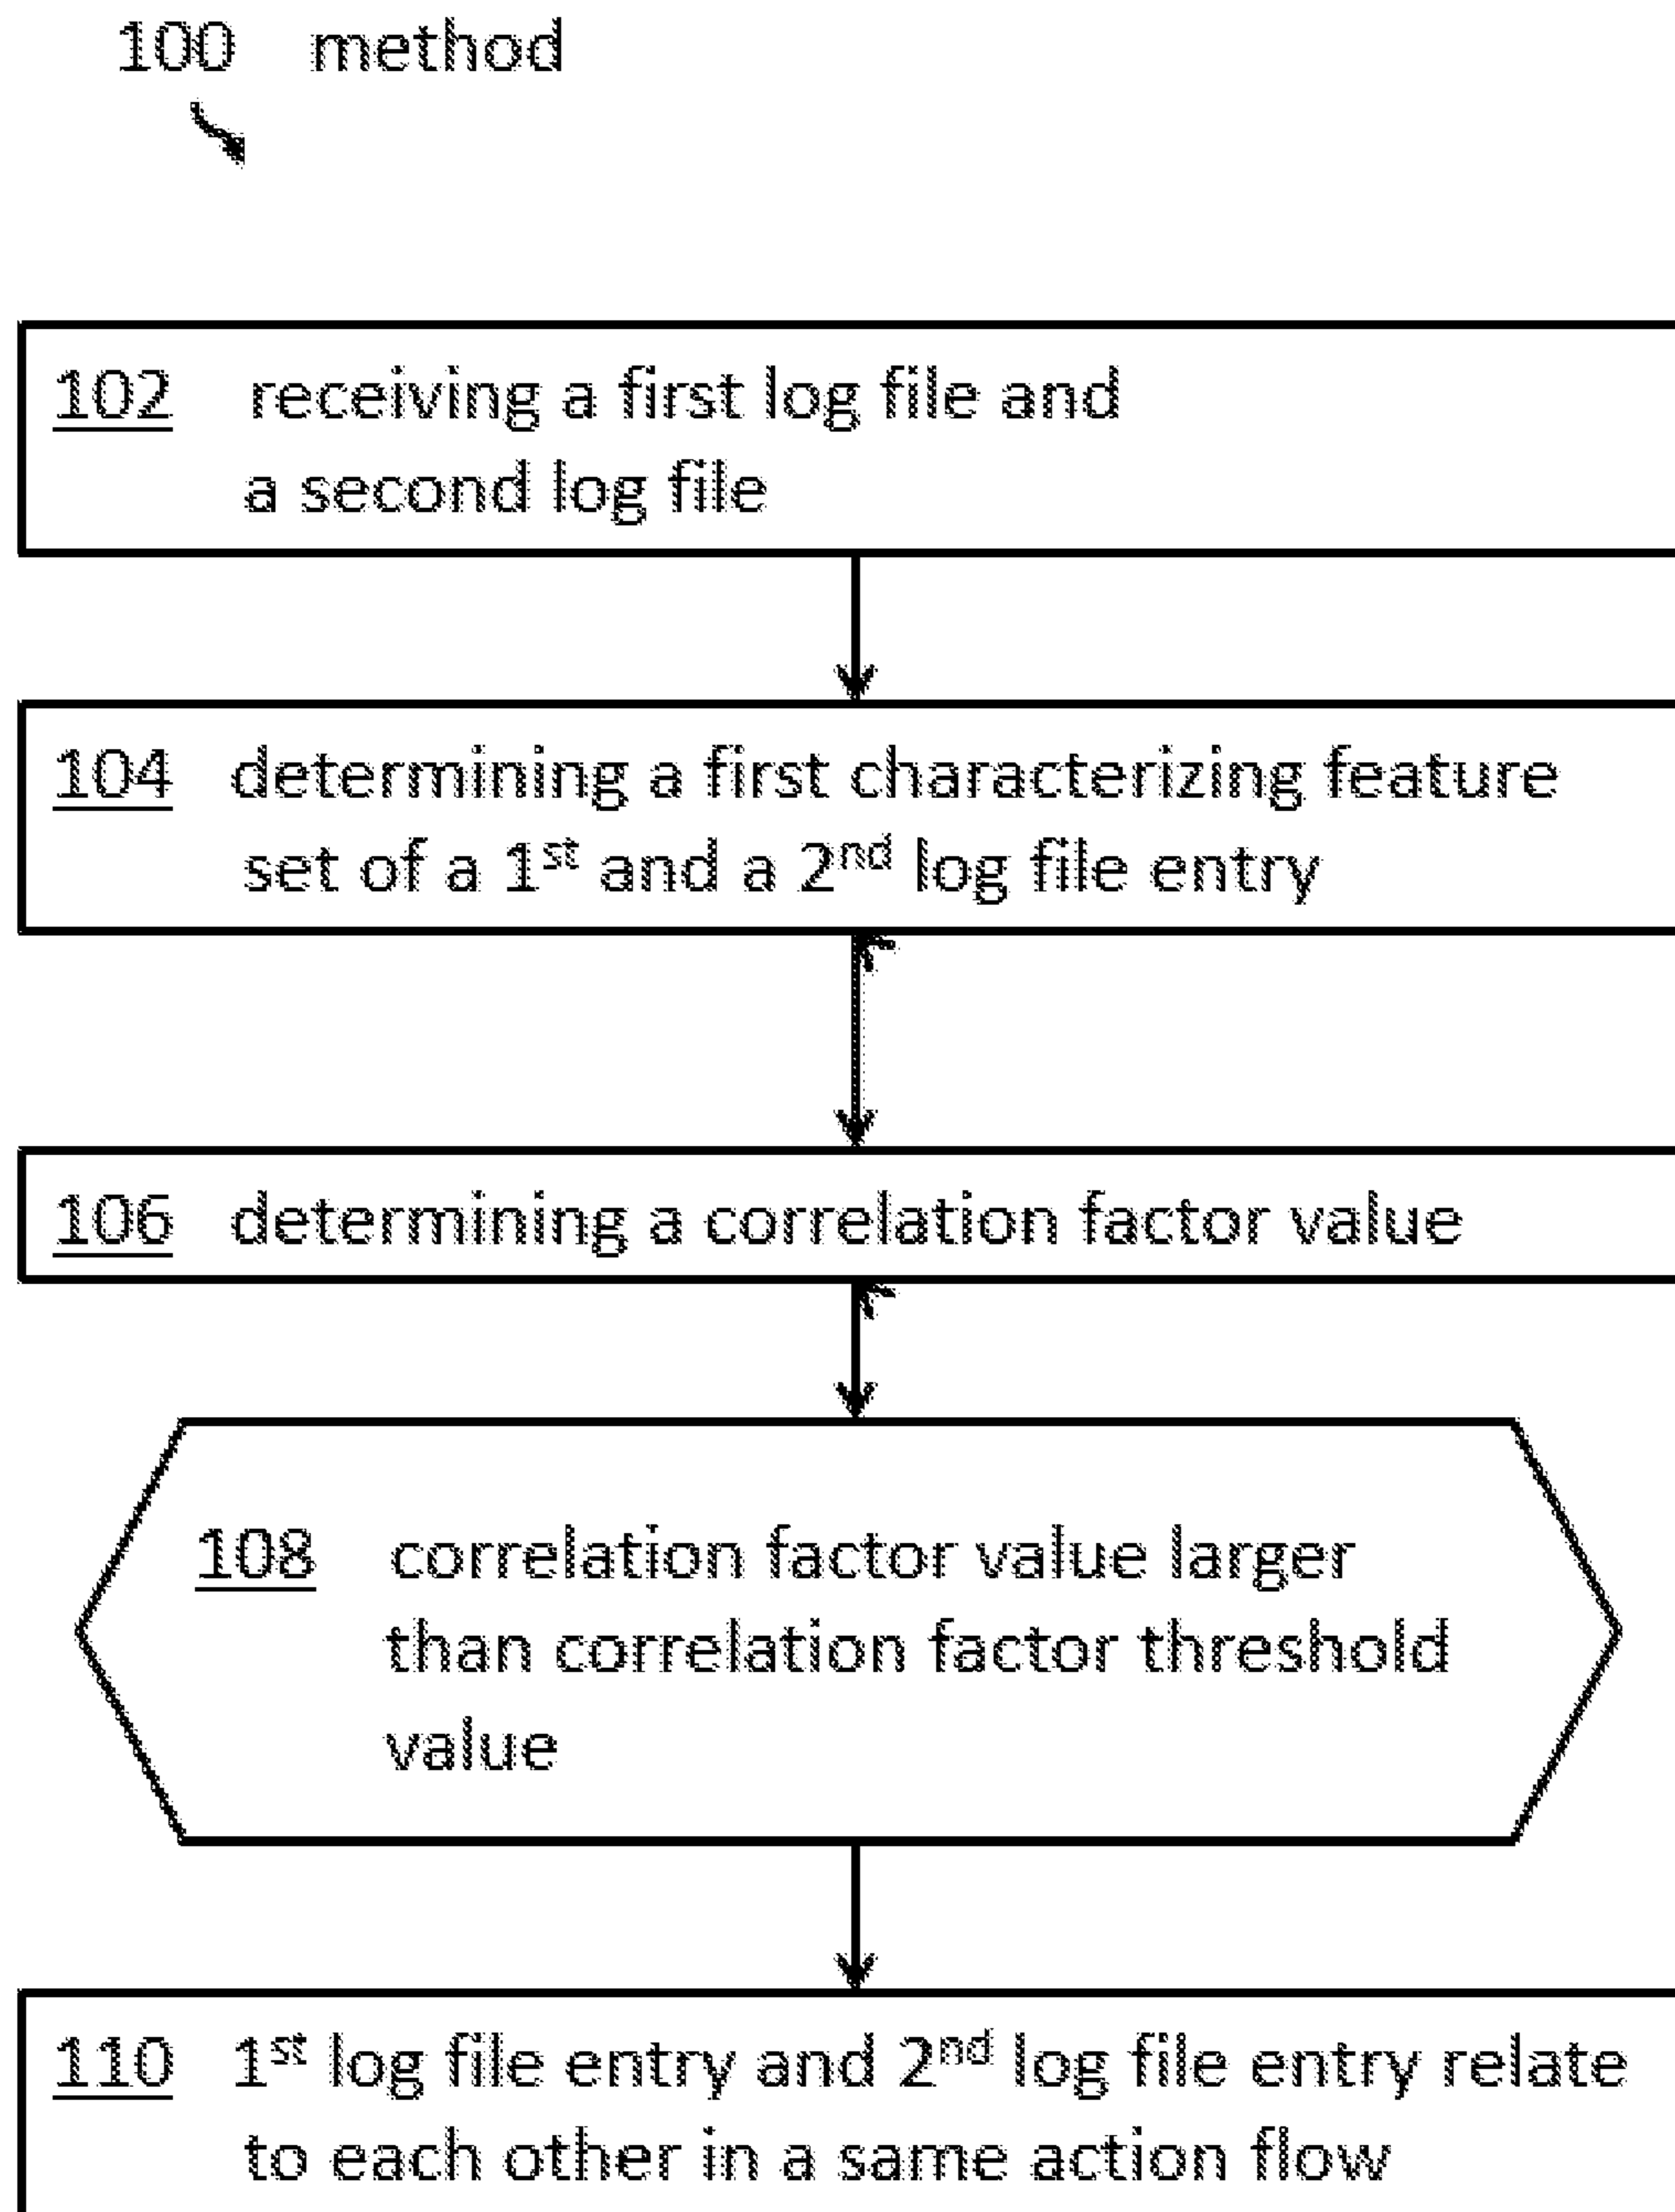 100 method
102 receiving a first log file and
a second log file
104 determining a first characterizing feature
set of a 1st and a 2nd log file entry
106 determining a correlation factor value
108 correlation factor value larger
than correlation factor threshold
value
110 1st log file entry and 2nd log file entry relate
to each other in a same action flow